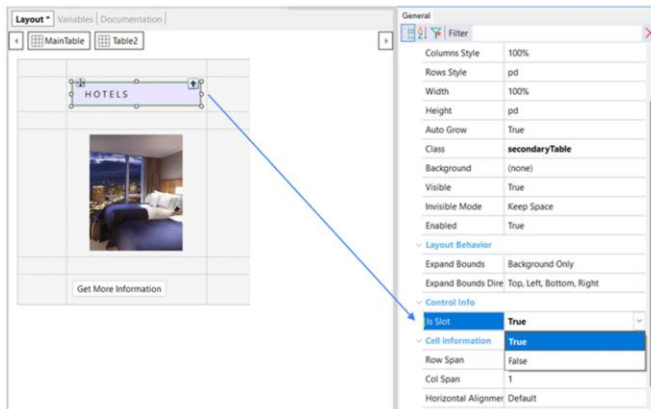 Layout * Variables Documentation
MainTable Table2
HOTELS
Get More Information
General
Filter
Columns Style 100%
Rows Style pd
Width 100%
Height pd
Auto Grow True
Class secondaryTable
Background (none)
Visible True
Invisible Mode Keep Space
Enabled True
Layout Behavior
Expand Bounds Background Only
Expand Bounds Dire Top, Left, Bottom, Right
Control Info
Is Slot True
True
Cell information
False
Row Span
Col Span 1
Horizontal Alignmer Default